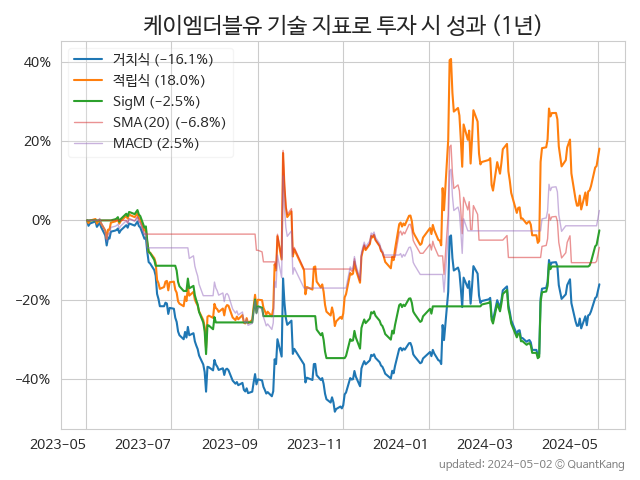 케이엠더블유 기술 지표로 투자 시 성과 (1년)
거치식 (−16.1%)
적립식 (18.0%)
SigM (−2.5%)
SMA(20) (−6.8%)
MACD (2.5%)
40%
20%
0%
−20%
−40%
2023-05 2023-07 2023-09 2023-11 2024-01 2024-03 2024-05
updated: 2024-05-02 © QuantKang